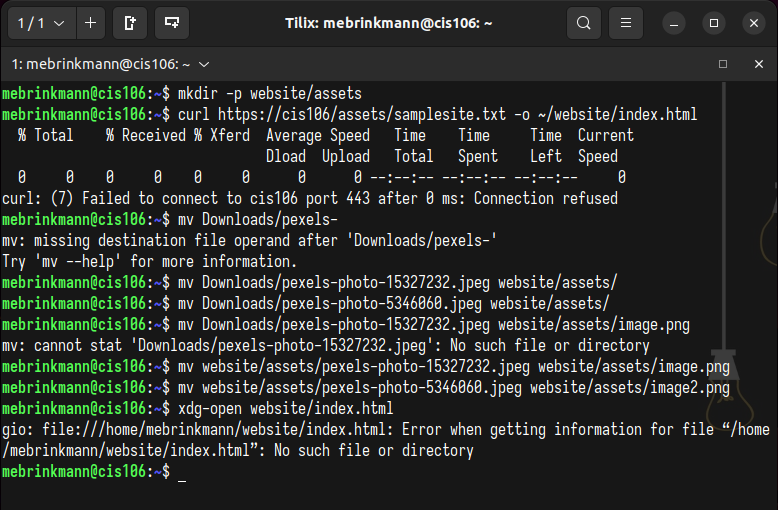 1 / 1
Tilix: mebrinkmann@cis106: ~
1: mebrinkmann@cis106: ~
mebrinkmann@cis106:~$ mkdir -p website/assets
mebrinkmann@cis106:~$ curl https://cis106/assets/samplesite.txt -o ~/website/index.html
% Total % Received % Xferd Average Speed Time Time Time Current
Dload Upload Total Spent Left Speed
0 0 0 0 0 0 0 0 --:--:-- --:--:-- --:--:-- 0
curl: (7) Failed to connect to cis106 port 443 after 0 ms: Connection refused
mebrinkmann@cis106:~$ mv Downloads/pexels-
mv: missing destination file operand after 'Downloads/pexels-'
Try 'mv --help' for more information.
mebrinkmann@cis106:~$ mv Downloads/pexels-photo-15327232.jpeg website/assets/
mebrinkmann@cis106:~$ mv Downloads/pexels-photo-5346060.jpeg website/assets/
mebrinkmann@cis106:~$ mv Downloads/pexels-photo-15327232.jpeg website/assets/image.png
mv: cannot stat 'Downloads/pexels-photo-15327232.jpeg': No such file or directory
mebrinkmann@cis106:~$ mv website/assets/pexels-photo-15327232.jpeg website/assets/image.png
mebrinkmann@cis106:~$ mv website/assets/pexels-photo-5346060.jpeg website/assets/image2.png
mebrinkmann@cis106:~$ xdg-open website/index.html
gio: file:///home/mebrinkmann/website/index.html: Error when getting information for file “/home
/mebrinkmann/website/index.html”: No such file or directory
mebrinkmann@cis106:~$ _